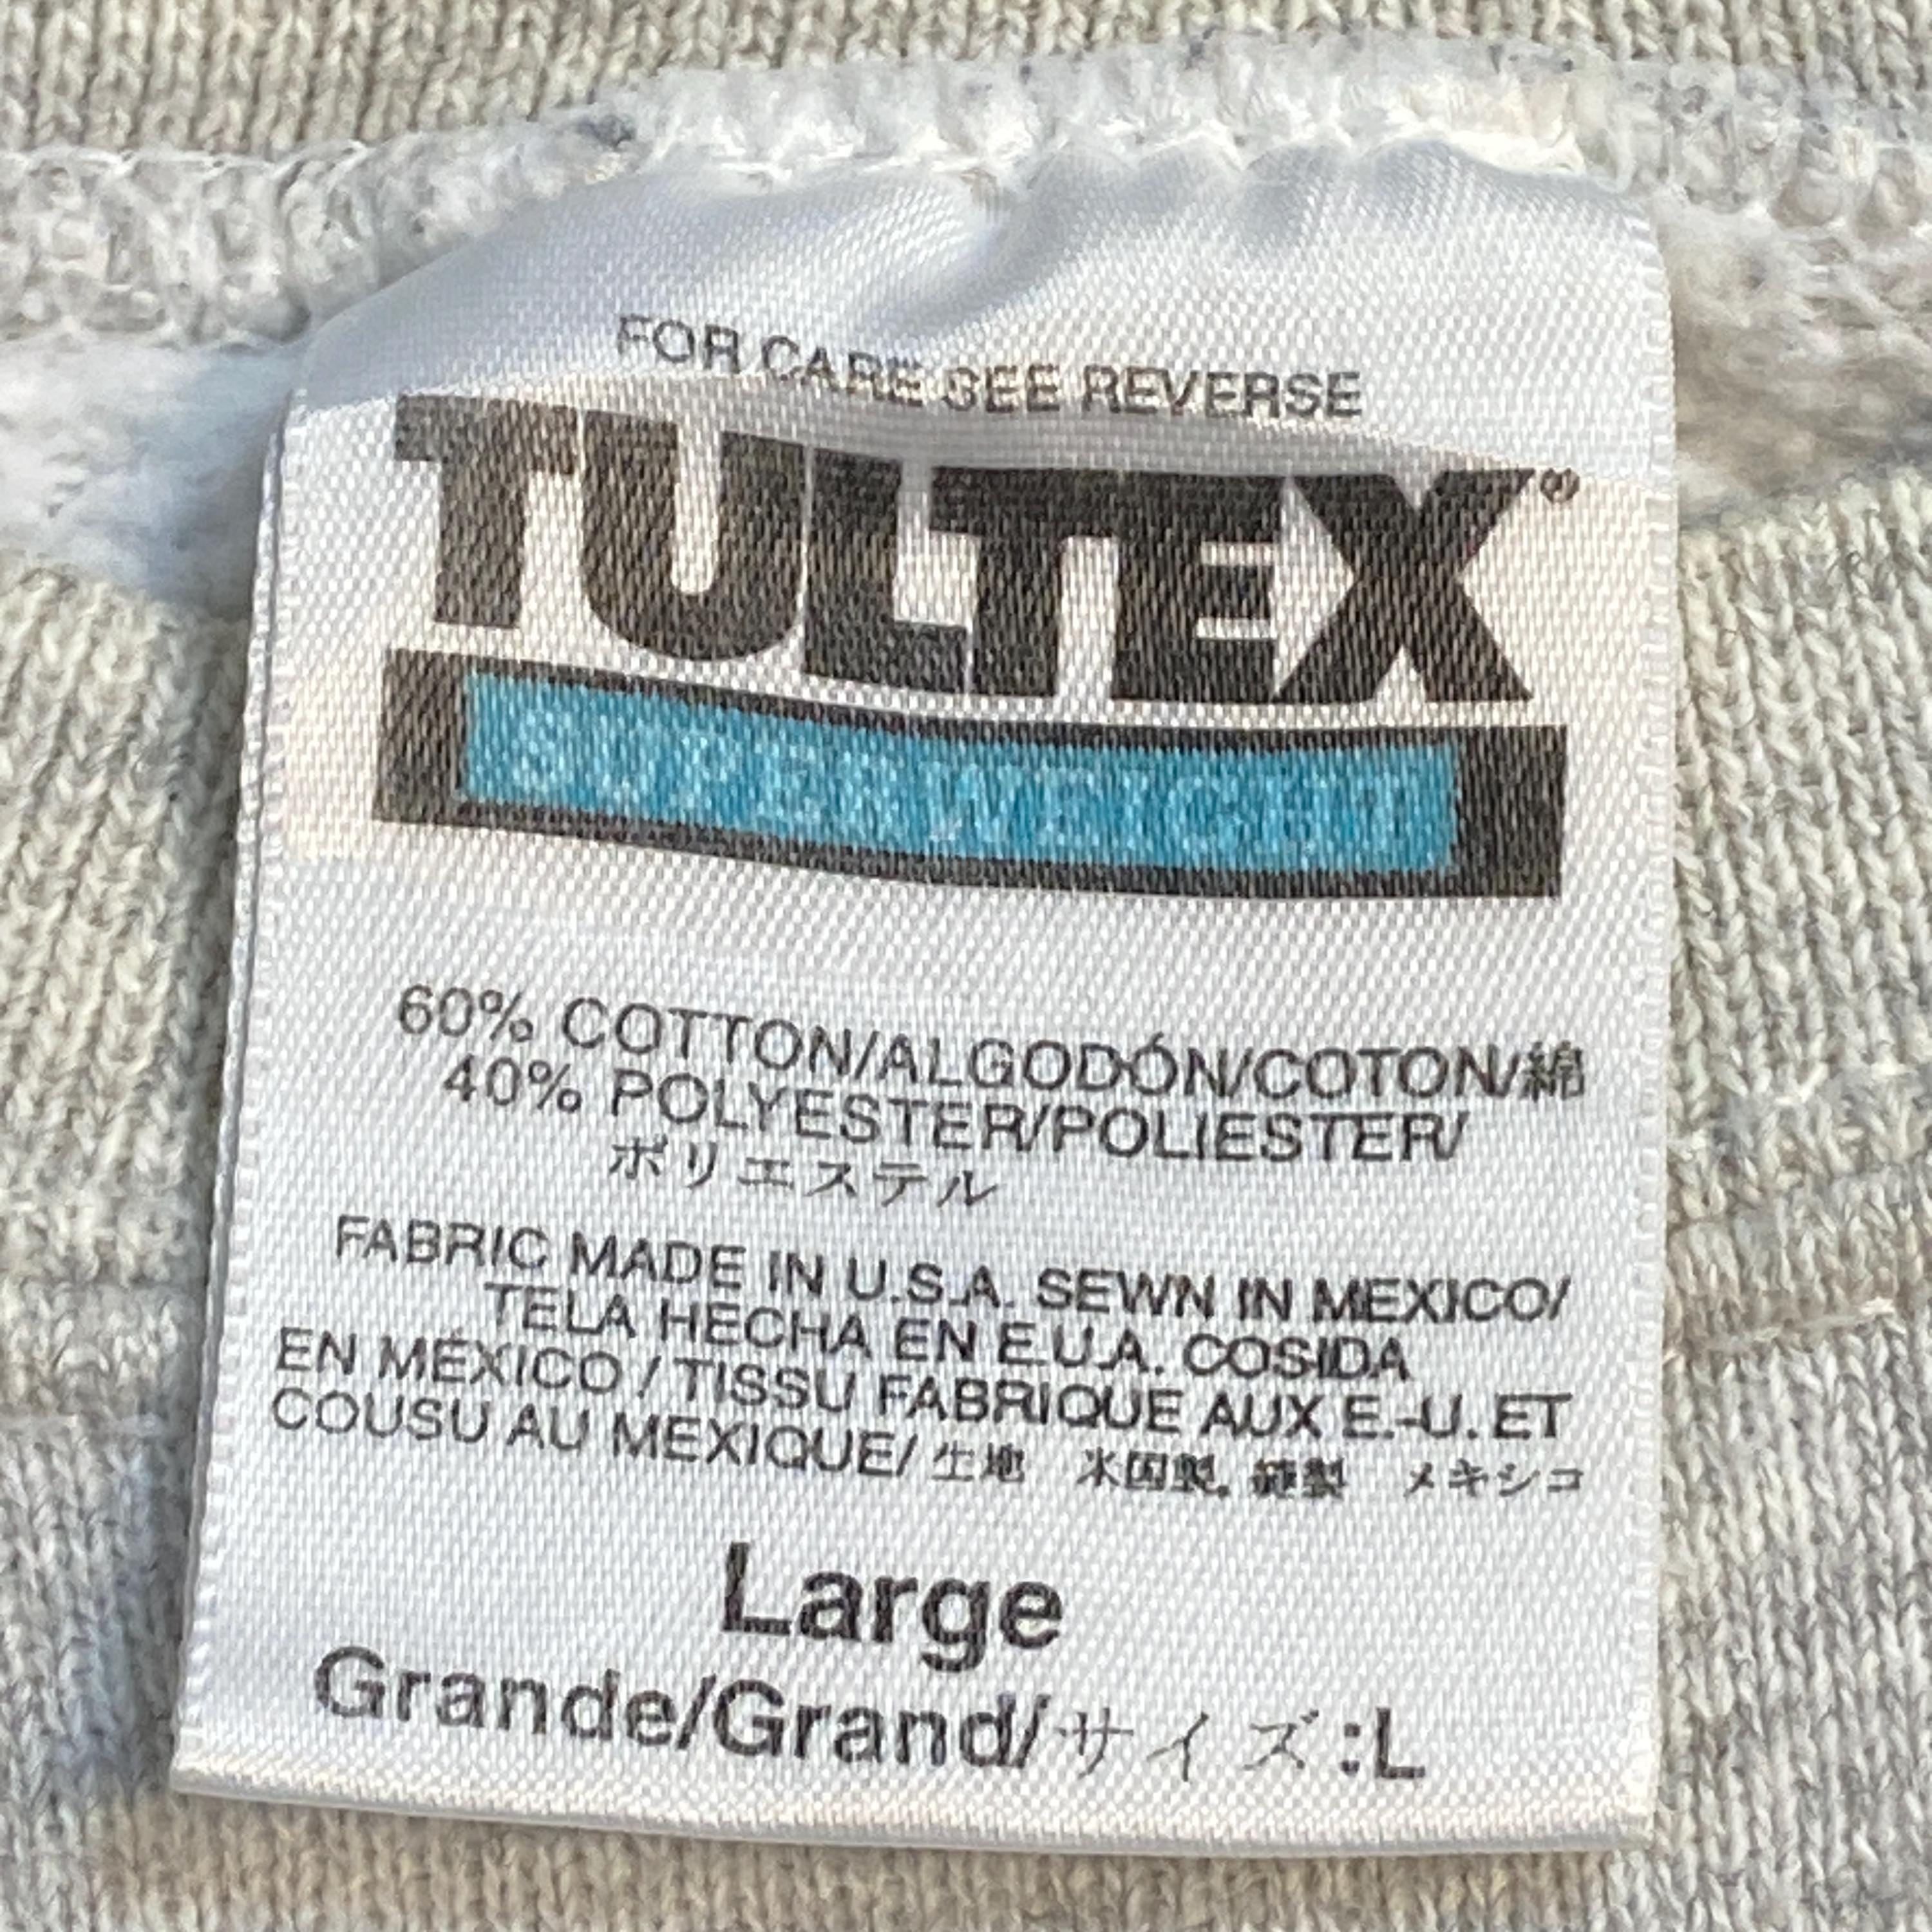 FOR CARE SEE REVERSE
TULTEX®
SUPERWEIGHT
60% COTTON/ALGODÓN/COTON/綿
40% POLYESTER/POLIESTER/
ポリエステル
FABRIC MADE IN U.S.A. SEWN IN MEXICO/
TELA HECHA EN E.U.A. COSIDA
EN MÉXICO / TISSU FABRIQUE AUX E.-U. ET
COUSU AU MEXIQUE/ 生地 米国製。縫製 メキシコ
Large
Grande/Grand/サイズ:L